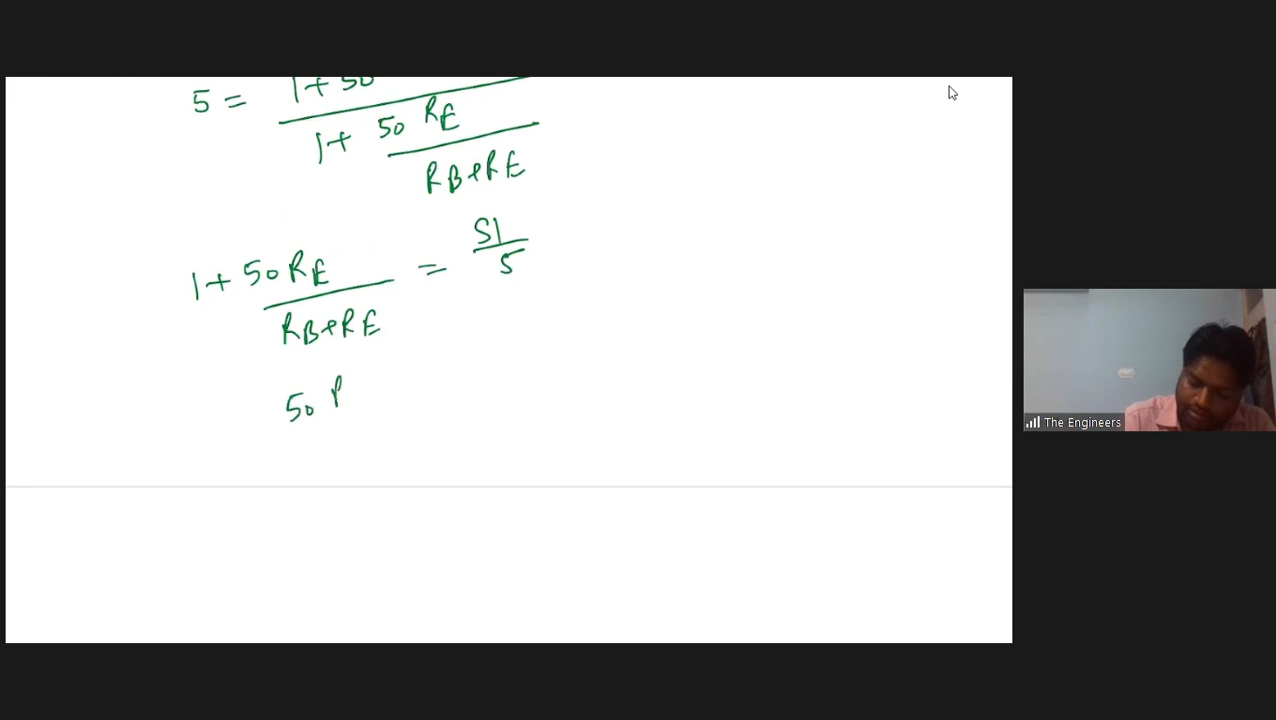 5 = 1 + 50
1 + 50 RE
RB+RE
1 + 50 RE = 51
RB+RE 5
50 R
The Engineers